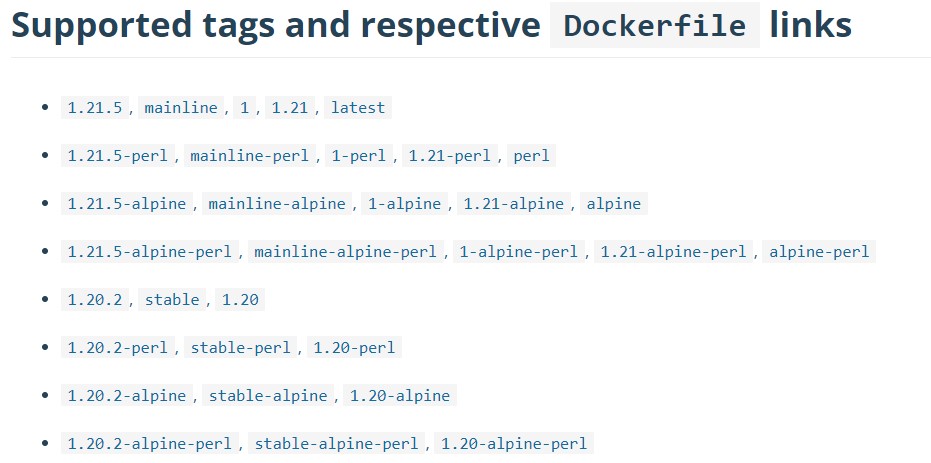 Supported tags and respective Dockerfile links
• 1.21.5 , mainline , 1 , 1.21 , latest
• 1.21.5-perl , mainline-perl , 1-perl , 1.21-perl , perl
• 1.21.5-alpine , mainline-alpine , 1-alpine , 1.21-alpine , alpine
• 1.21.5-alpine-perl , mainline-alpine-perl , 1-alpine-perl , 1.21-alpine-perl , alpine-perl
• 1.20.2 , stable , 1.20
• 1.20.2-perl , stable-perl , 1.20-perl
• 1.20.2-alpine , stable-alpine , 1.20-alpine
• 1.20.2-alpine-perl , stable-alpine-perl , 1.20-alpine-perl